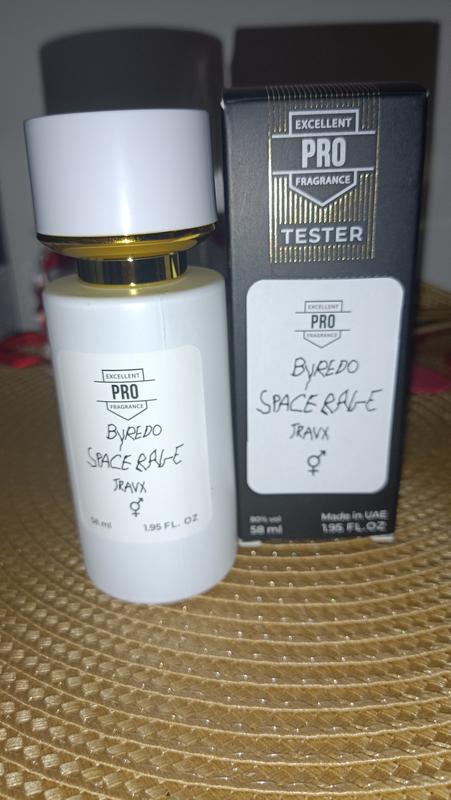 EXCELLENT
PRO
FRAGRANCE
BYREDO
SPACE RAGE
TRAVX
58 ml 1.95 FL. OZ
EXCELLENT
PRO
FRAGRANCE
TESTER
EXCELLENT
PRO
FRAGRANCE
BYREDO
SPACE RAGE
TRAVX
80% vol Made in UAE
58 ml 1.95 FL.OZ